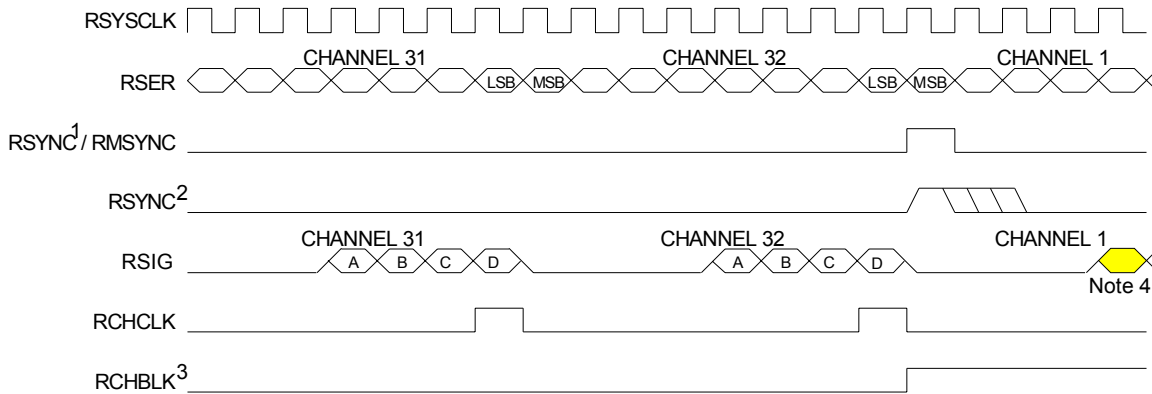 RSYSCLK
CHANNEL 31 CHANNEL 32 CHANNEL 1
RSER LSB MSB LSB MSB
RSYNC1 / RMSYNC
RSYNC2
CHANNEL 31 CHANNEL 32 CHANNEL 1
RSIG A B C D A B C D
Note 4
RCHCLK
RCHBLK3